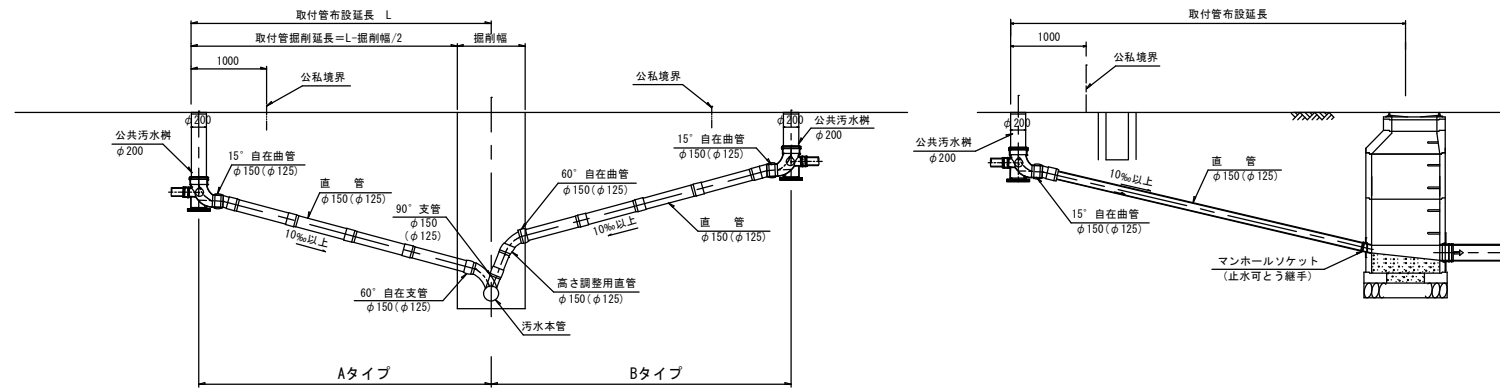 取付管布設延長 L
取付管掘削延長=L-掘削幅/2
掘削幅
1000
公私境界
公私境界
公共汚水桝
φ200
φ200
15° 自在曲管
φ150(φ125)
直 管
φ150(φ125)
10‰以上
90° 支管
φ150
(φ125)
60° 自在曲管
φ150(φ125)
15° 自在曲管
φ150(φ125)
φ200
公共汚水桝
φ200
10‰以上
直 管
φ150(φ125)
60° 自在支管
φ150(φ125)
高さ調整用直管
φ150(φ125)
汚水本管
Aタイプ
Bタイプ
取付管布設延長
1000
公私境界
公共汚水桝
φ200
φ200
10‰以上
直 管
φ150(φ125)
15° 自在曲管
φ150(φ125)
マンホールソケット
(止水可とう継手)